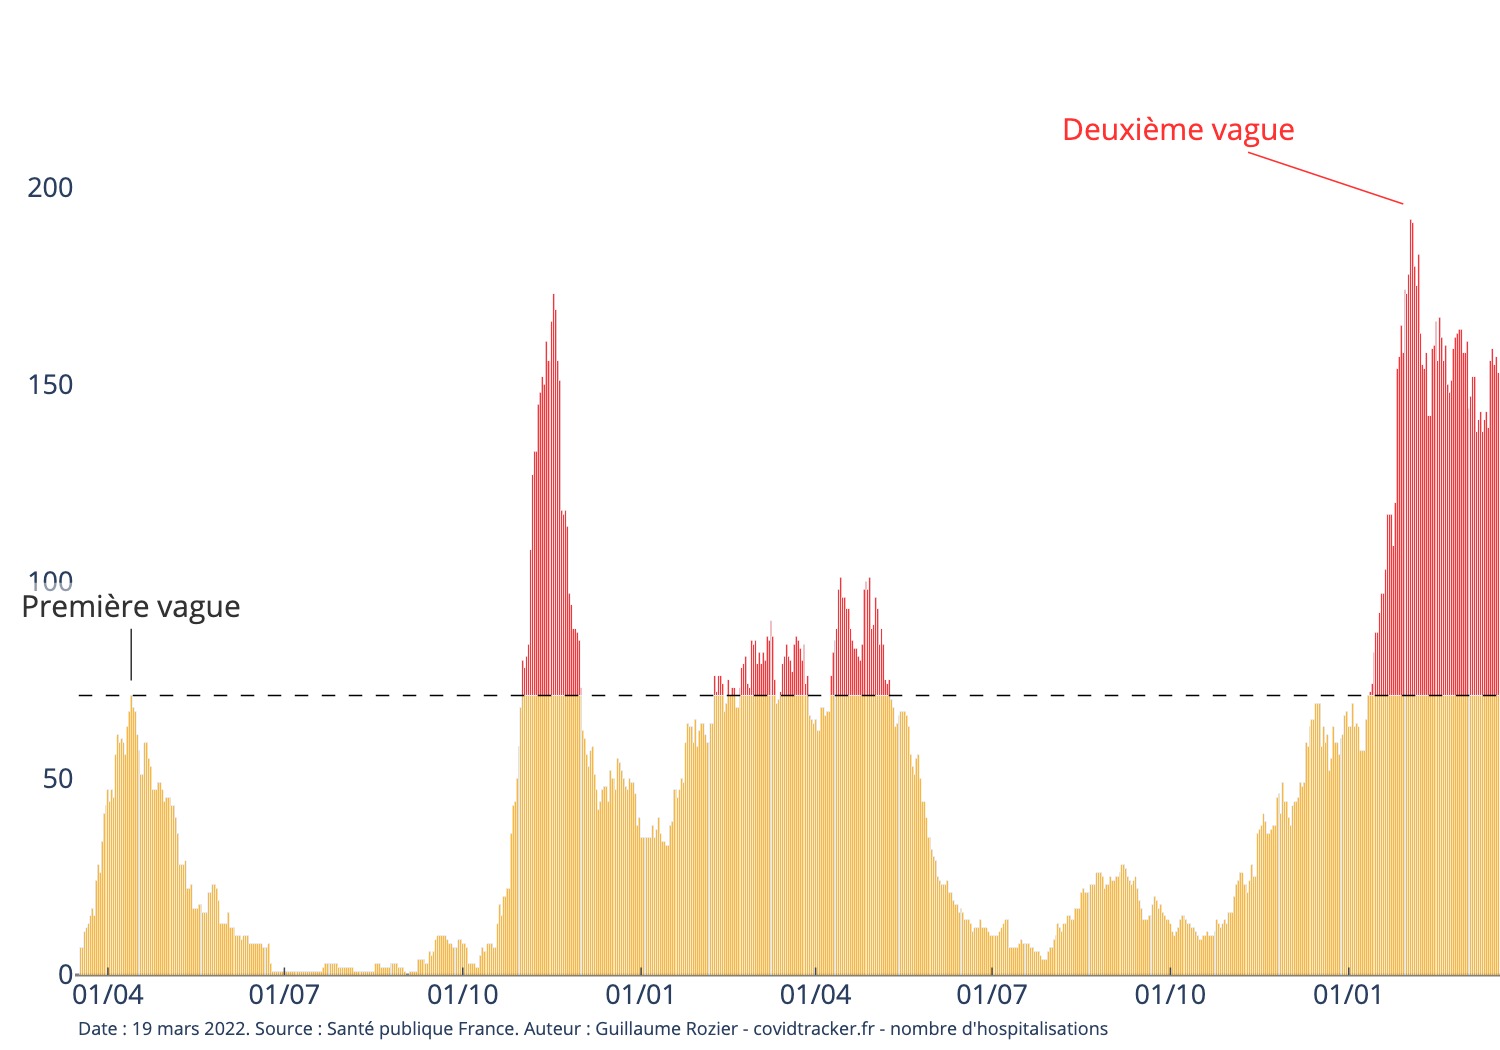 Deuxième vague
200
150
100
Première vague
50
0
01/04 01/07 01/10 01/01 01/04 01/07 01/10 01/01
Date : 19 mars 2022. Source : Santé publique France. Auteur : Guillaume Rozier - covidtracker.fr - nombre d'hospitalisations